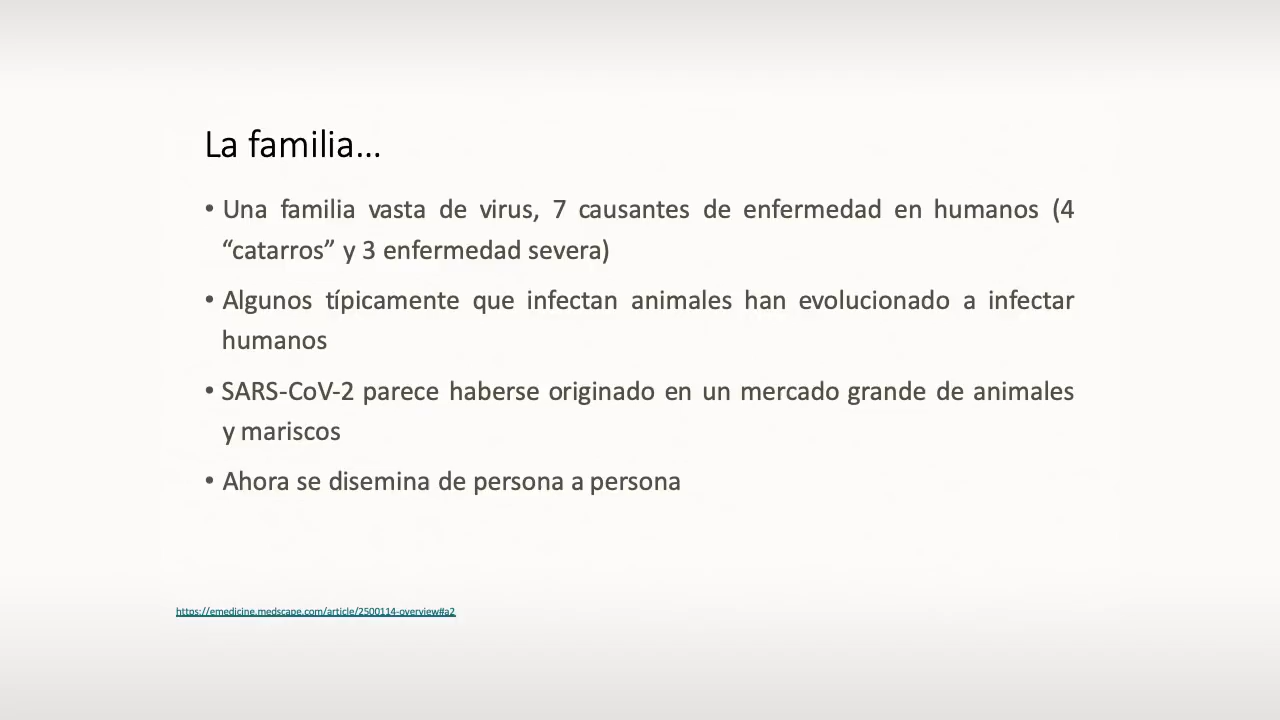 La familia...
• Una familia vasta de virus, 7 causantes de enfermedad en humanos (4
“catarros” y 3 enfermedad severa)
• Algunos típicamente que infectan animales han evolucionado a infectar
humanos
• SARS-CoV-2 parece haberse originado en un mercado grande de animales
y mariscos
• Ahora se disemina de persona a persona
https://emedicine.medscape.com/article/2500114-overview#a2